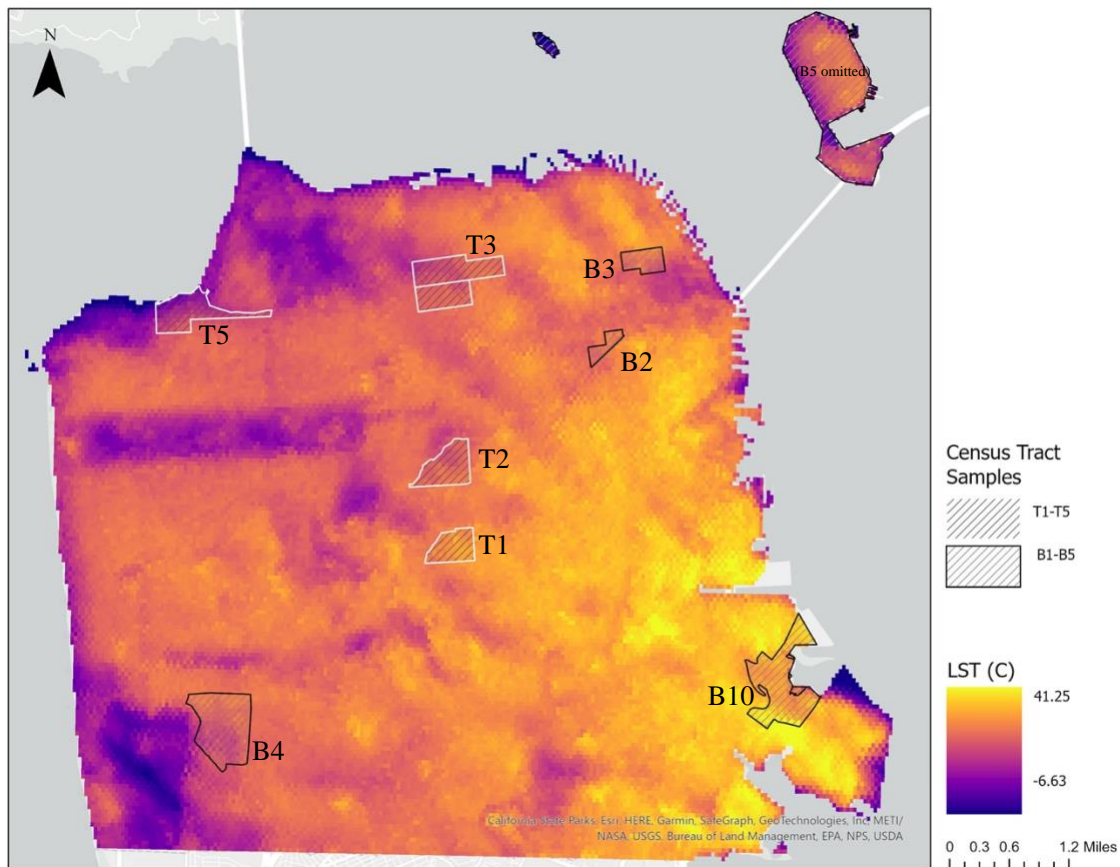 N
(B5 omitted)
T3
B3
T5
B2
T2
T1
B10
B4
California State Parks, Esri, HERE, Garmin, SafeGraph, GeoTechnologies, Inc, METI/
NASA, USGS, Bureau of Land Management, EPA, NPS, USDA
Census Tract
Samples
T1-T5
B1-B5
LST (C)
41.25
-6.63
0 0.3 0.6 1.2 Miles